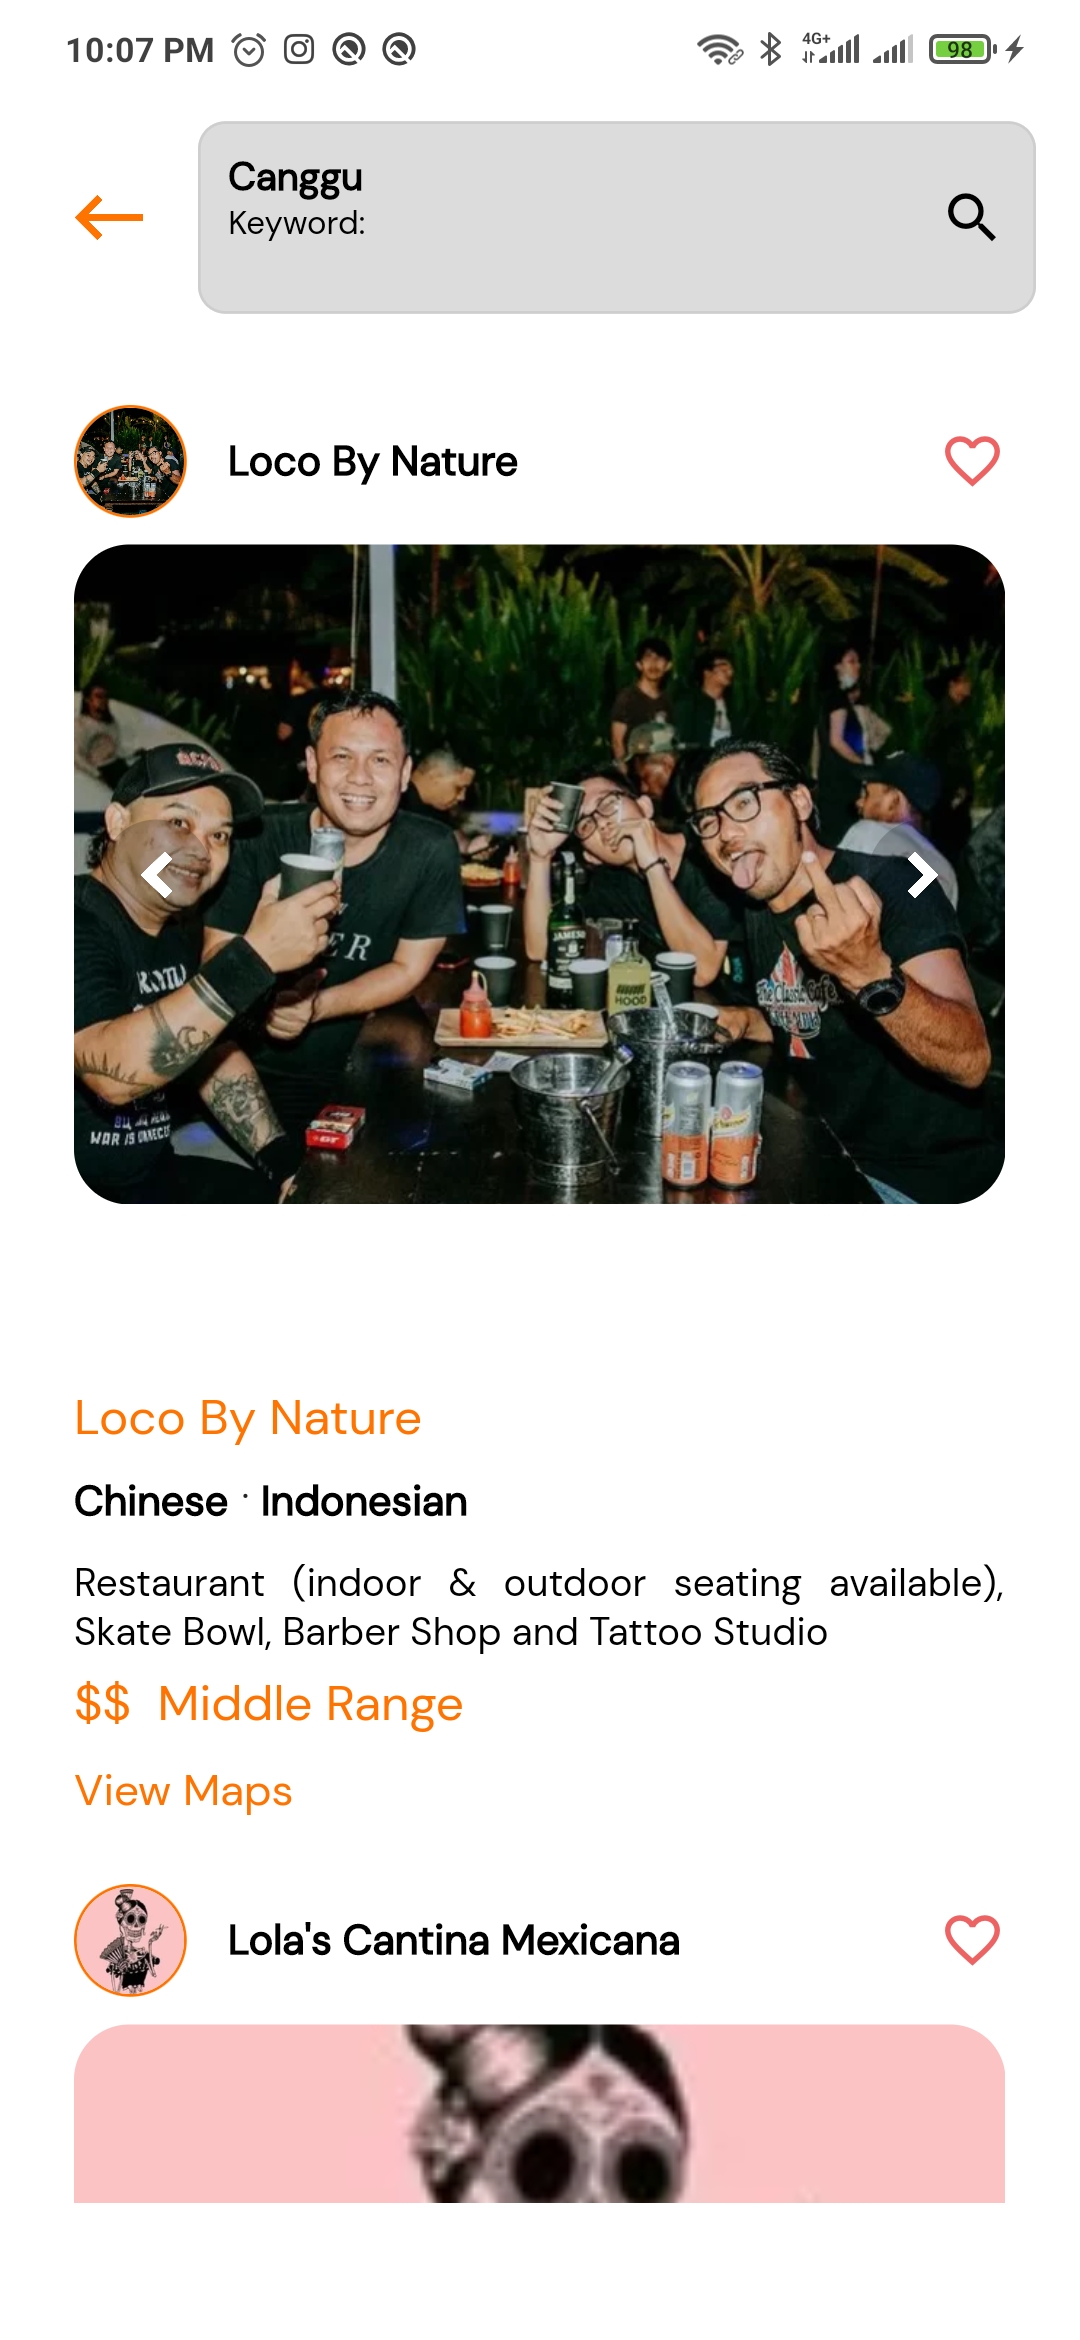 10:07 PM
4G+
98
Canggu
Keyword:
Loco By Nature
HOOD
Loco By Nature
Chinese · Indonesian
Restaurant (indoor & outdoor seating available),
Skate Bowl, Barber Shop and Tattoo Studio
$$ Middle Range
View Maps
Lola's Cantina Mexicana